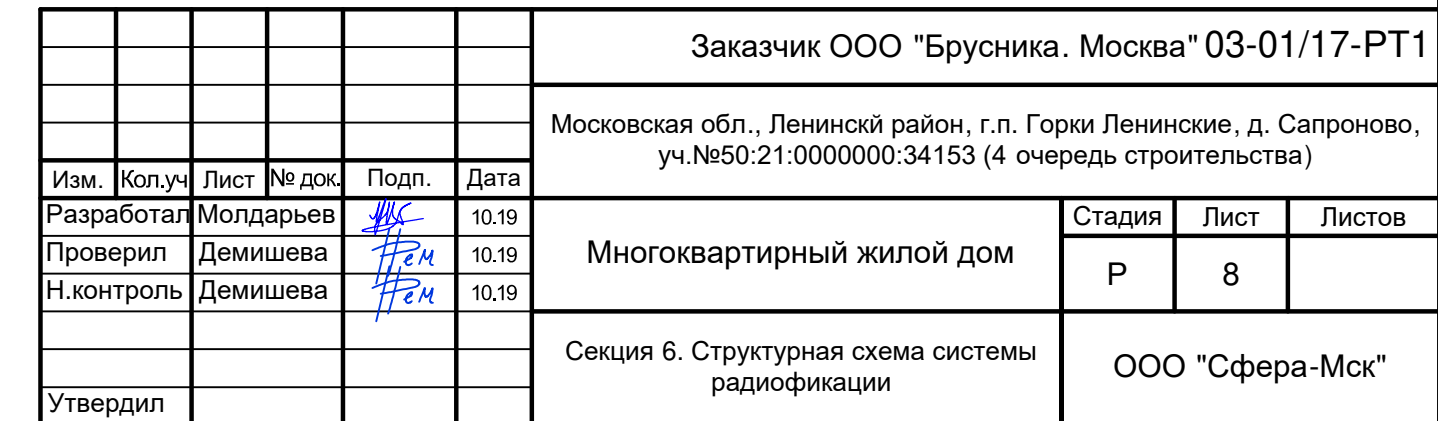 Заказчик ООО "Брусника. Москва" 03-01/17-РТ1
Московская обл., Ленинскй район, г.п. Горки Ленинские, д. Сапроново,
уч.№50:21:0000000:34153 (4 очередь строительства)
Изм. Кол.уч Лист № док. Подп. Дата
Разработал Молдарьев 10.19
Проверил Демишева Дем 10.19
Н.контроль Демишева Дем 10.19
Утвердил
Многоквартирный жилой дом
Стадия Лист Листов
Р 8
Секция 6. Структурная схема системы
радиофикации
ООО "Сфера-Мск"